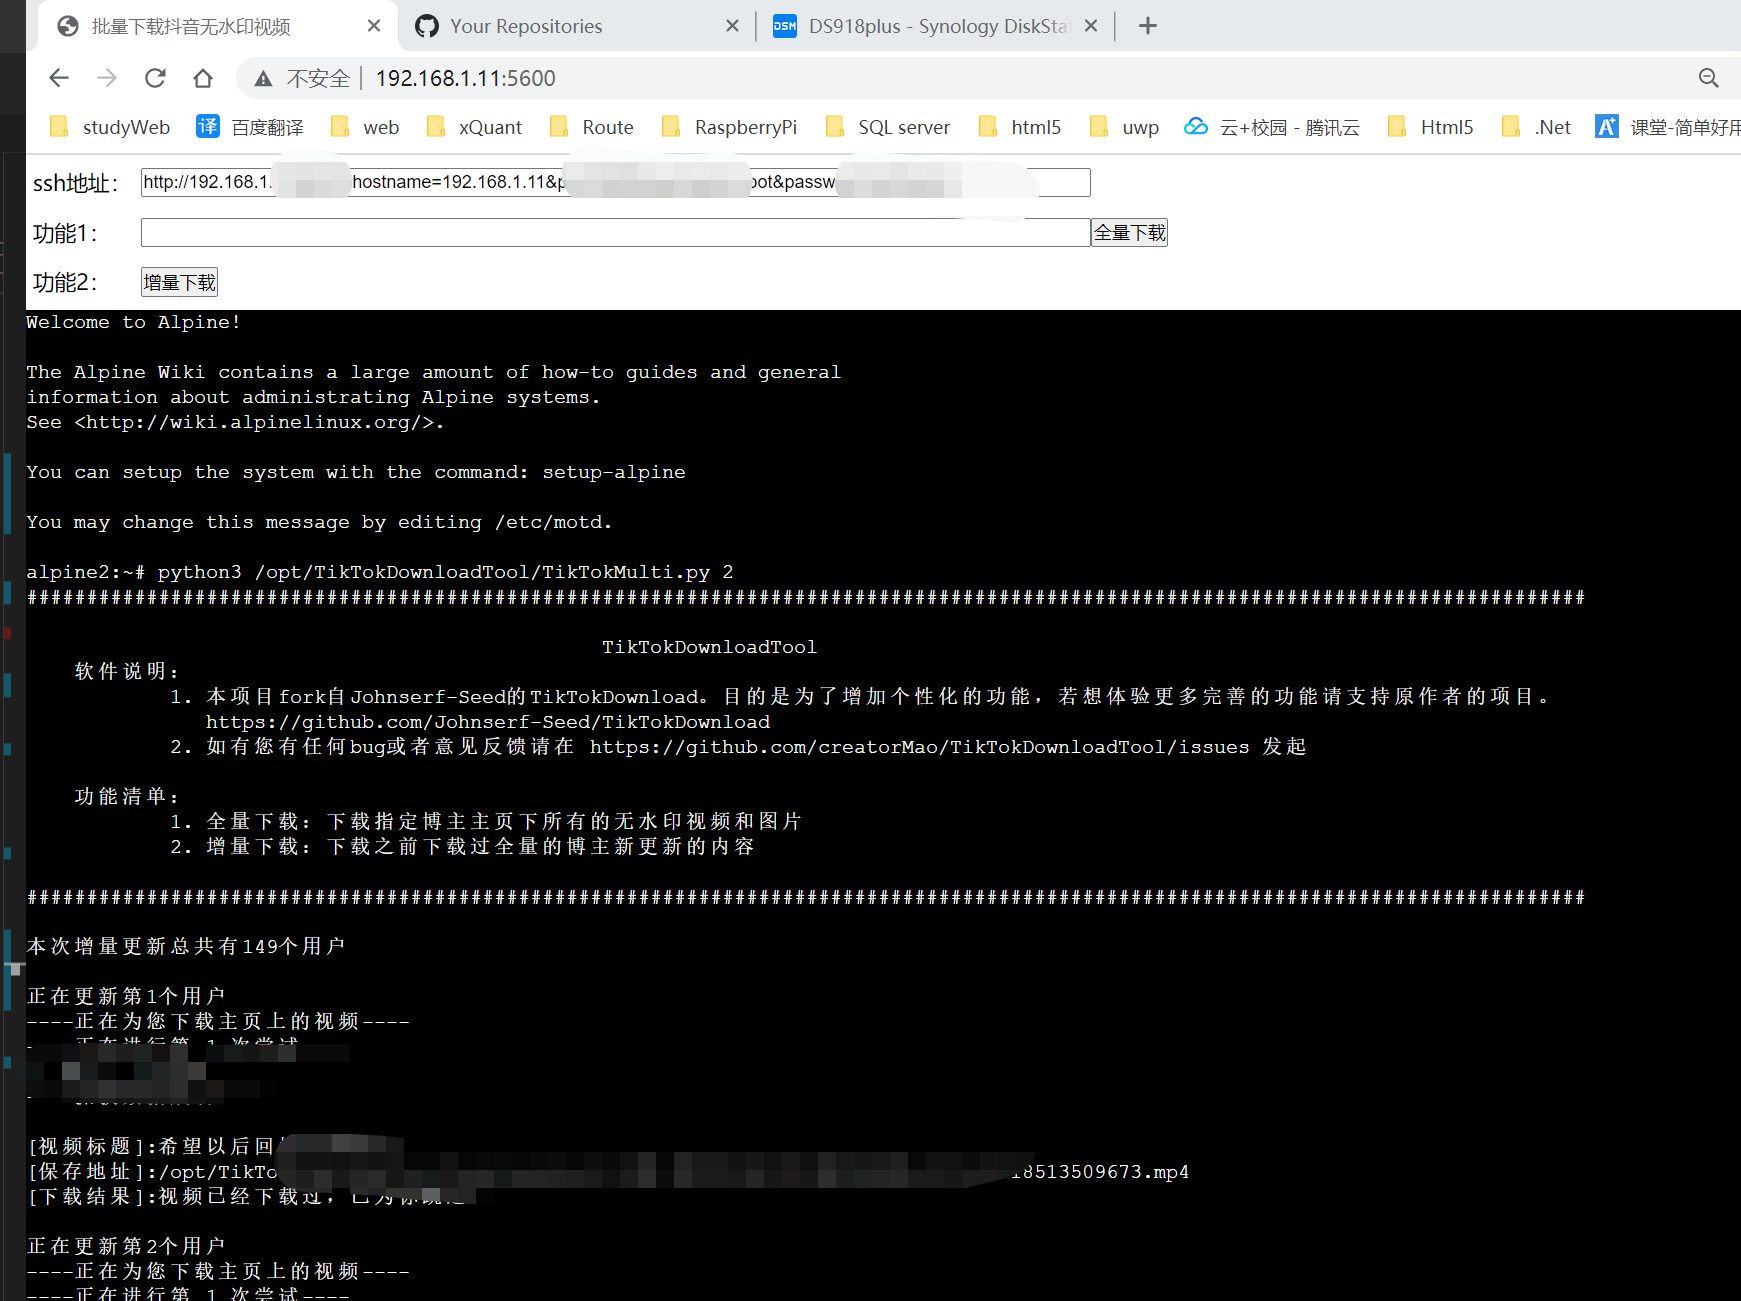 批量下载抖音无水印视频
Your Repositories
DS918plus - Synology DiskSta
不安全 192.168.1.11:5600
studyWeb 百度翻译 web xQuant Route RaspberryPi SQL server html5 uwp 云+校园 - 腾讯云 Html5 .Net 课堂-简单好用
ssh地址： http://192.168.1. hostname=192.168.1.11&p oot&passw
功能1： 全量下载
功能2： 增量下载
Welcome to Alpine!
The Alpine Wiki contains a large amount of how-to guides and general
information about administrating Alpine systems.
See <http://wiki.alpinelinux.org/>.
You can setup the system with the command: setup-alpine
You may change this message by editing /etc/motd.
alpine2:~# python3 /opt/TikTokDownloadTool/TikTokMulti.py 2
##################################################################################################################################
TikTokDownloadTool
软件说明：
1. 本项目fork自Johnserf-Seed的TikTokDownload。目的是为了增加个性化的功能，若想体验更多完善的功能请支持原作者的项目。
https://github.com/Johnserf-Seed/TikTokDownload
2. 如有您有任何bug或者意见反馈请在 https://github.com/creatorMao/TikTokDownloadTool/issues 发起
功能清单：
1. 全量下载：下载指定博主主页下所有的无水印视频和图片
2. 增量下载：下载之前下载过全量的博主新更新的内容
##################################################################################################################################
本次增量更新总共有149个用户
正在更新第1个用户
----正在为您下载主页上的视频----
正在进行第 1 次尝试
[视频标题]:希望以后回
[保存地址]:/opt/TikTo 18513509673.mp4
[下载结果]:视频已经下载过，已为你跳过
正在更新第2个用户
----正在为您下载主页上的视频----
----正在进行第 1 次尝试----